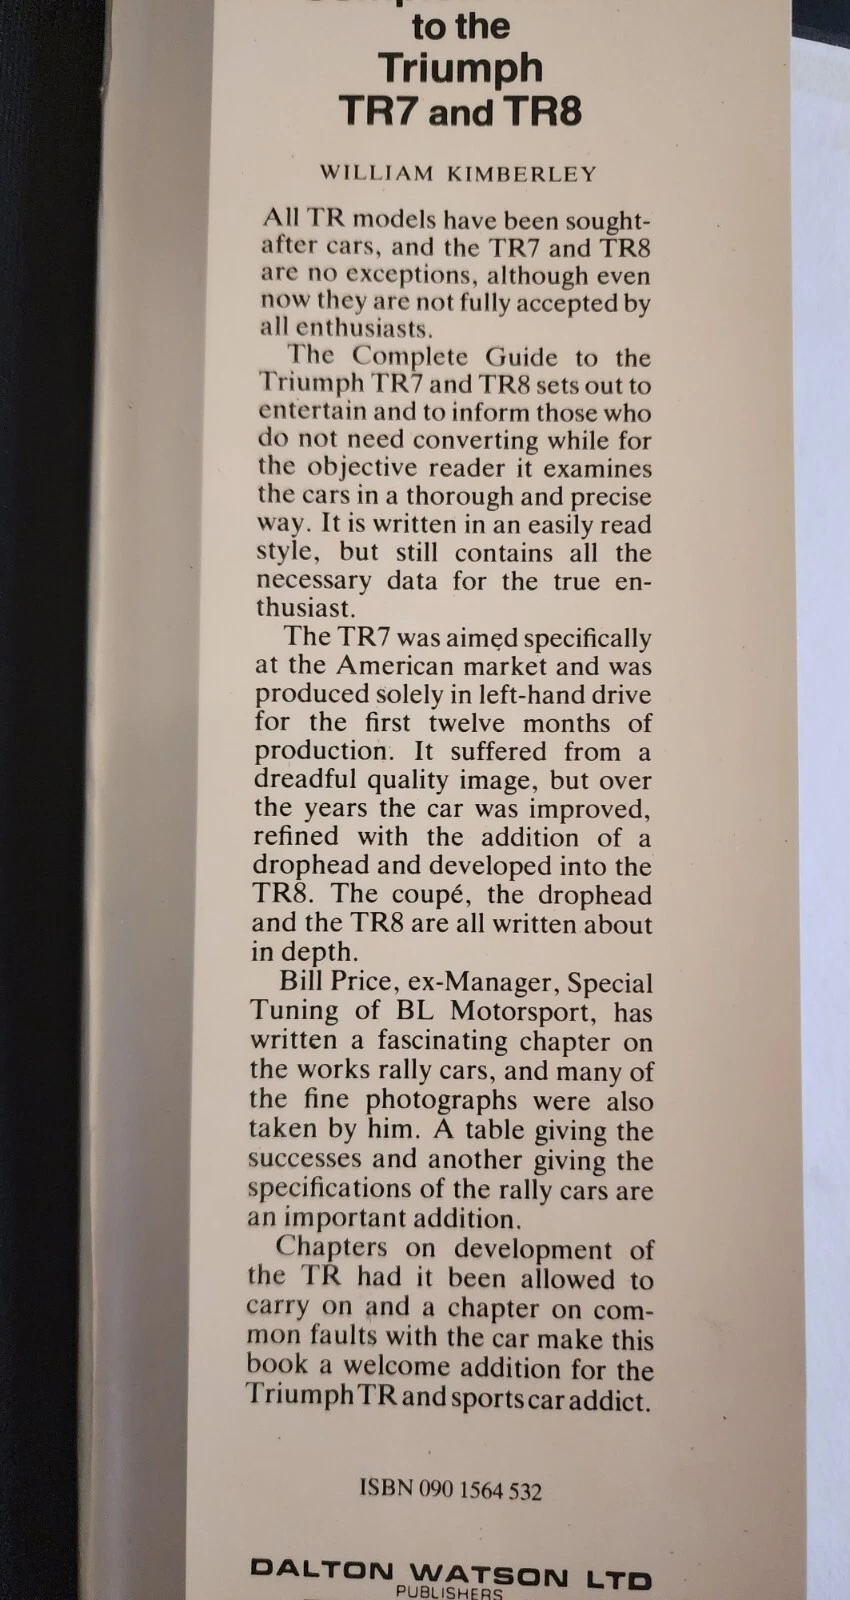 to the
Triumph
TR7 and TR8
WILLIAM KIMBERLEY
All TR models have been sought-
after cars, and the TR7 and TR8
are no exceptions, although even
now they are not fully accepted by
all enthusiasts.
The Complete Guide to the
Triumph TR7 and TR8 sets out to
entertain and to inform those who
do not need converting while for
the objective reader it examines
the cars in a thorough and precise
way. It is written in an easily read
style, but still contains all the
necessary data for the true en-
thusiast.
The TR7 was aimed specifically
at the American market and was
produced solely in left-hand drive
for the first twelve months of
production. It suffered from a
dreadful quality image, but over
the years the car was improved,
refined with the addition of a
drophead and developed into the
TR8. The coupé, the drophead
and the TR8 are all written about
in depth.
Bill Price, ex-Manager, Special
Tuning of BL Motorsport, has
written a fascinating chapter on
the works rally cars, and many of
the fine photographs were also
taken by him. A table giving the
successes and another giving the
specifications of the rally cars are
an important addition.
Chapters on development of
the TR had it been allowed to
carry on and a chapter on com-
mon faults with the car make this
book a welcome addition for the
Triumph TR and sports car addict.
ISBN 090 1564 532
DALTON WATSON LTD
PUBLISHERS